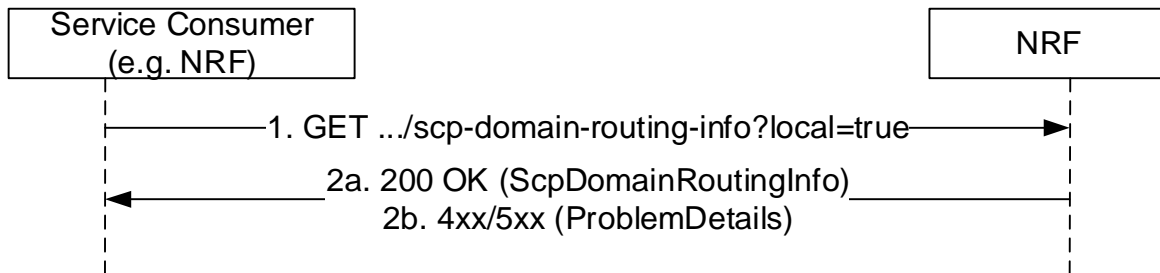 Service Consumer
(e.g. NRF)
NRF
1. GET .../scp-domain-routing-info?local=true
2a. 200 OK (ScpDomainRoutingInfo)
2b. 4xx/5xx (ProblemDetails)